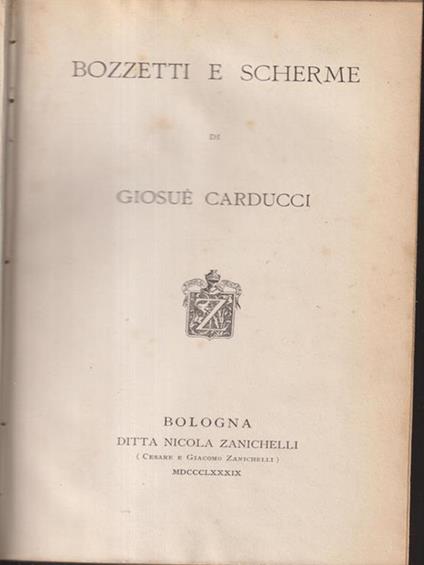 BOZZETTI E SCHERME
DI
GIOSUÈ CARDUCCI
Z
BOLOGNA
DITTA NICOLA ZANICHELLI
( CESARE E GIACOMO ZANICHELLI )
MDCCCLXXXIX